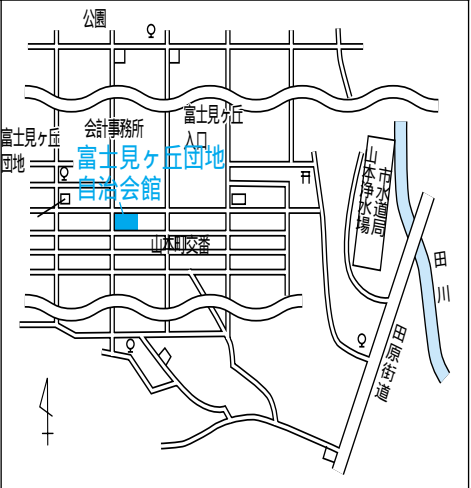 公園
富士見ヶ丘
入口
会計事務所
富士見ヶ丘
団地
富士見ヶ丘団地
自治会館
山本町交番
市水道局
山本浄水場
田川
田原街道